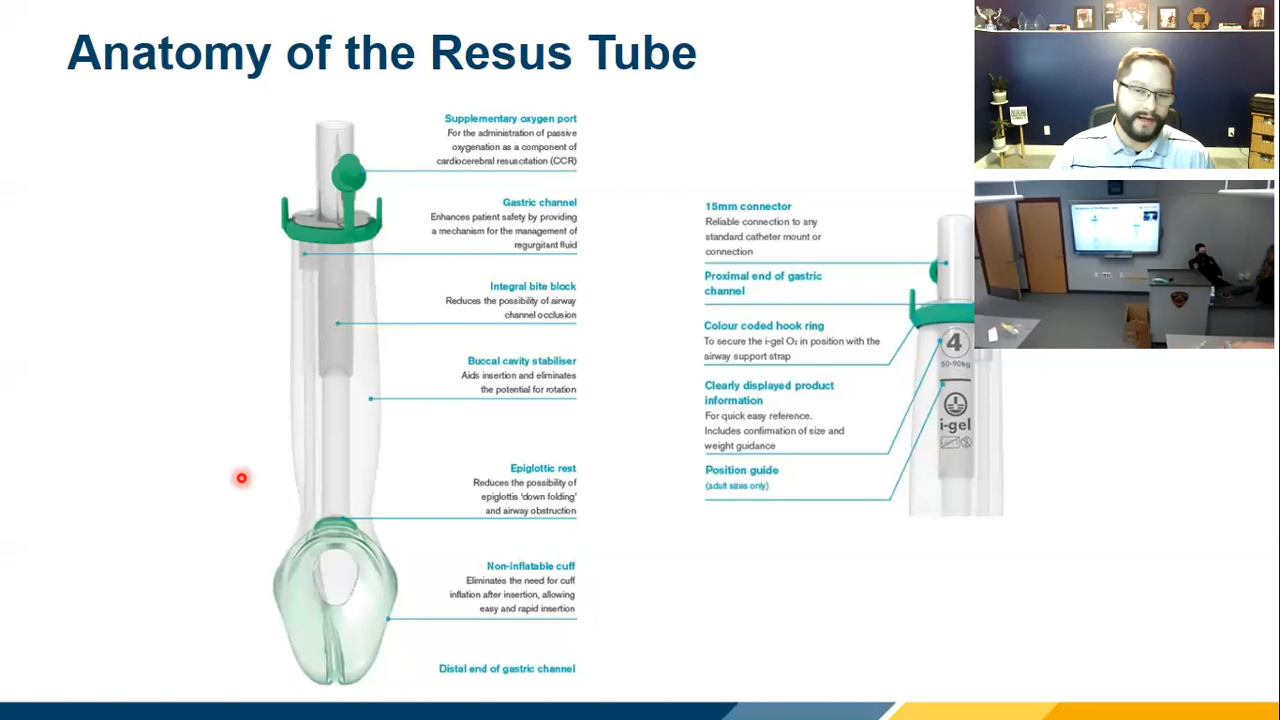 Anatomy of the Resus Tube
Supplementary oxygen port
For the administration of passive
oxygenation as a component of
cardiocerebral resuscitation (CCR)
Gastric channel
Enhances patient safety by providing
a mechanism for the management of
regurgitant fluid
Integral bite block
Reduces the possibility of airway
channel occlusion
Buccal cavity stabiliser
Aids insertion and eliminates
the potential for rotation
Epiglottic rest
Reduces the possibility of
epiglottis 'down folding'
and airway obstruction
Non-inflatable cuff
Eliminates the need for cuff
inflation after insertion, allowing
easy and rapid insertion
Distal end of gastric channel
15mm connector
Reliable connection to any
standard catheter mount or
connection
Proximal end of gastric
channel
Colour coded hook ring
To secure the i-gel O₂ in position with the
airway support strap
Clearly displayed product
information
For quick easy reference.
Includes confirmation of size and
weight guidance
Position guide
(adult sizes only)
4
50-90kg
i-gel